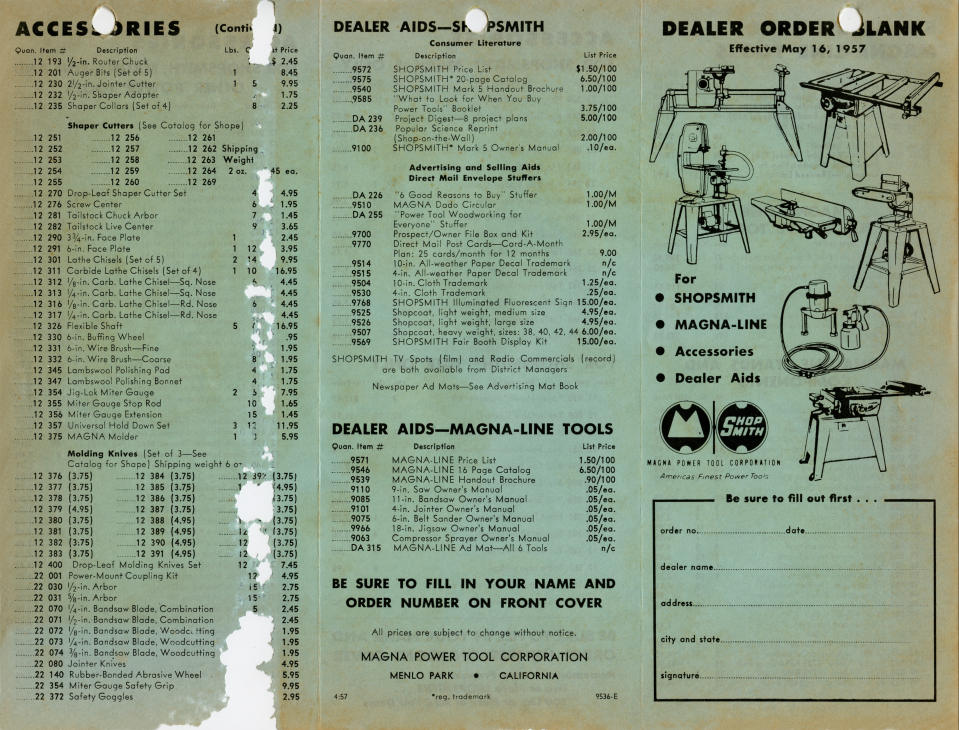 ACCESSORIES (Continued)
Quan. Item # Description Lbs. Price
12 193 1/2-in. Router Chuck $ 2.45
12 201 Auger Bits (Set of 5) 1 8.45
12 230 2 1/2-in. Jointer Cutter 1 5 9.95
12 232 1/2-in. Shaper Adapter 7 1.75
12 235 Shaper Collars (Set of 4) 8 2.25
Shaper Cutters (See Catalog for Shape)
12 251 12 256 12 261
12 252 12 257 12 262 Shipping
12 253 12 258 12 263 Weight
12 254 12 259 12 264 2 oz. 45 ea.
12 255 12 260 12 269
12 270 Drop-Leaf Shaper Cutter Set 4 4.95
12 276 Screw Center 6 1.95
12 281 Tailstock Chuck Arbor 7 1.45
12 282 Tailstock Live Center 9 3.65
12 290 3 3/4-in. Face Plate 1 2.45
12 291 6-in. Face Plate 1 12 3.95
12 301 Lathe Chisels (Set of 5) 2 14 9.95
12 311 Carbide Lathe Chisels (Set of 4) 1 10 16.95
12 312 1/8-in. Carb. Lathe Chisel—Sq. Nose 4.45
12 313 1/4-in. Carb. Lathe Chisel—Sq. Nose 4.45
12 316 1/8-in. Carb. Lathe Chisel—Rd. Nose 4.45
12 317 1/4-in. Carb. Lathe Chisel—Rd. Nose 4.45
12 326 Flexible Shaft 5 16.95
12 330 6-in. Buffing Wheel .95
12 331 6-in. Wire Brush—Fine 1.95
12 332 6-in. Wire Brush—Coarse 8 1.95
12 345 Lambswool Polishing Pad 1.75
12 347 Lambswool Polishing Bonnet 4 1.75
12 354 Jig-Lok Miter Gauge 2 7.95
12 355 Miter Gauge Stop Rod 10 1.65
12 356 Miter Gauge Extension 15 1.45
12 357 Universal Hold Down Set 3 11.95
12 375 MAGNA Molder 1 5.95
Molding Knives (Set of 3—See
Catalog for Shape) Shipping weight 6 oz.
12 376 (3.75) 12 384 (3.75) 12 392 (3.75)
12 377 (3.75) 12 385 (3.75) (4.95)
12 378 (3.75) 12 386 (3.75) (3.75)
12 379 (4.95) 12 387 (3.75) (3.75)
12 380 (3.75) 12 388 (4.95) (3.75)
12 381 (3.75) 12 389 (4.95) (3.75)
12 382 (3.75) 12 390 (4.95) 12 (3.75)
12 383 (3.75) 12 391 (4.95) 12 (3.75)
12 400 Drop-Leaf Molding Knives Set 12 7.45
22 001 Power-Mount Coupling Kit 12 4.95
22 030 1/2-in. Arbor 15 2.75
22 031 5/8-in. Arbor 15 2.75
22 070 1/4-in. Bandsaw Blade, Combination 5 2.45
22 071 1/2-in. Bandsaw Blade, Combination 2.45
22 072 1/8-in. Bandsaw Blade, Woodcutting 1.95
22 073 1/4-in. Bandsaw Blade, Woodcutting 1.95
22 074 3/8-in. Bandsaw Blade, Woodcutting 1.95
22 080 Jointer Knives 4.95
22 140 Rubber-Bonded Abrasive Wheel 5.95
22 354 Miter Gauge Safety Grip 9.95
22 372 Safety Goggles 2.95
DEALER AIDS—SHOPSMITH
Consumer Literature
Quan. Item # Description List Price
9572 SHOPSMITH Price List $1.50/100
9575 SHOPSMITH* 20-page Catalog 6.50/100
9540 SHOPSMITH Mark 5 Handout Brochure 1.00/100
9585 "What to Look for When You Buy
Power Tools" Booklet 3.75/100
DA 239 Project Digest—8 project plans 5.00/100
DA 236 Popular Science Reprint
(Shop-on-the-Wall) 2.00/100
9100 SHOPSMITH* Mark 5 Owner's Manual .10/ea.
Advertising and Selling Aids
Direct Mail Envelope Stuffers
DA 226 "6 Good Reasons to Buy" Stuffer 1.00/M
9510 MAGNA Dado Circular 1.00/M
DA 255 "Power Tool Woodworking for
Everyone" Stuffer 1.00/M
9700 Prospect/Owner File Box and Kit 2.95/ea.
9770 Direct Mail Post Cards—Card-A-Month
Plan: 25 cards/month for 12 months 9.00
9514 10-in. All-weather Paper Decal Trademark n/c
9515 4-in. All-weather Paper Decal Trademark n/c
9504 10-in. Cloth Trademark 1.25/ea.
9530 4-in. Cloth Trademark .25/ea.
9768 SHOPSMITH Illuminated Fluorescent Sign 15.00/ea.
9525 Shopcoat, light weight, medium size 4.95/ea.
9526 Shopcoat, light weight, large size 4.95/ea.
9507 Shopcoat, heavy weight, sizes: 38, 40, 42, 44 6.00/ea.
9569 SHOPSMITH Fair Booth Display Kit 15.00/ea.
SHOPSMITH TV Spots (film) and Radio Commercials (record)
are both available from District Managers
Newspaper Ad Mats—See Advertising Mat Book
DEALER AIDS—MAGNA-LINE TOOLS
Quan. Item # Description List Price
9571 MAGNA-LINE Price List 1.50/100
9546 MAGNA-LINE 16 Page Catalog 6.50/100
9539 MAGNA-LINE Handout Brochure .90/100
9110 9-in. Saw Owner's Manual .05/ea.
9085 11-in. Bandsaw Owner's Manual .05/ea.
9101 4-in. Jointer Owner's Manual .05/ea.
9075 6-in. Belt Sander Owner's Manual .05/ea.
9966 18-in. Jigsaw Owner's Manual .05/ea.
9063 Compressor Sprayer Owner's Manual .05/ea.
DA 315 MAGNA-LINE Ad Mat—All 6 Tools n/c
BE SURE TO FILL IN YOUR NAME AND
ORDER NUMBER ON FRONT COVER
All prices are subject to change without notice.
MAGNA POWER TOOL CORPORATION
MENLO PARK • CALIFORNIA
4:57 *reg. trademark 9536-E
DEALER ORDER BLANK
Effective May 16, 1957
For
• SHOPSMITH
• MAGNA-LINE
• Accessories
• Dealer Aids
M SHOP SMITH
MAGNA POWER TOOL CORPORATION
Americas Finest Power Tools
Be sure to fill out first . . .
order no. date
dealer name
address
city and state
signature